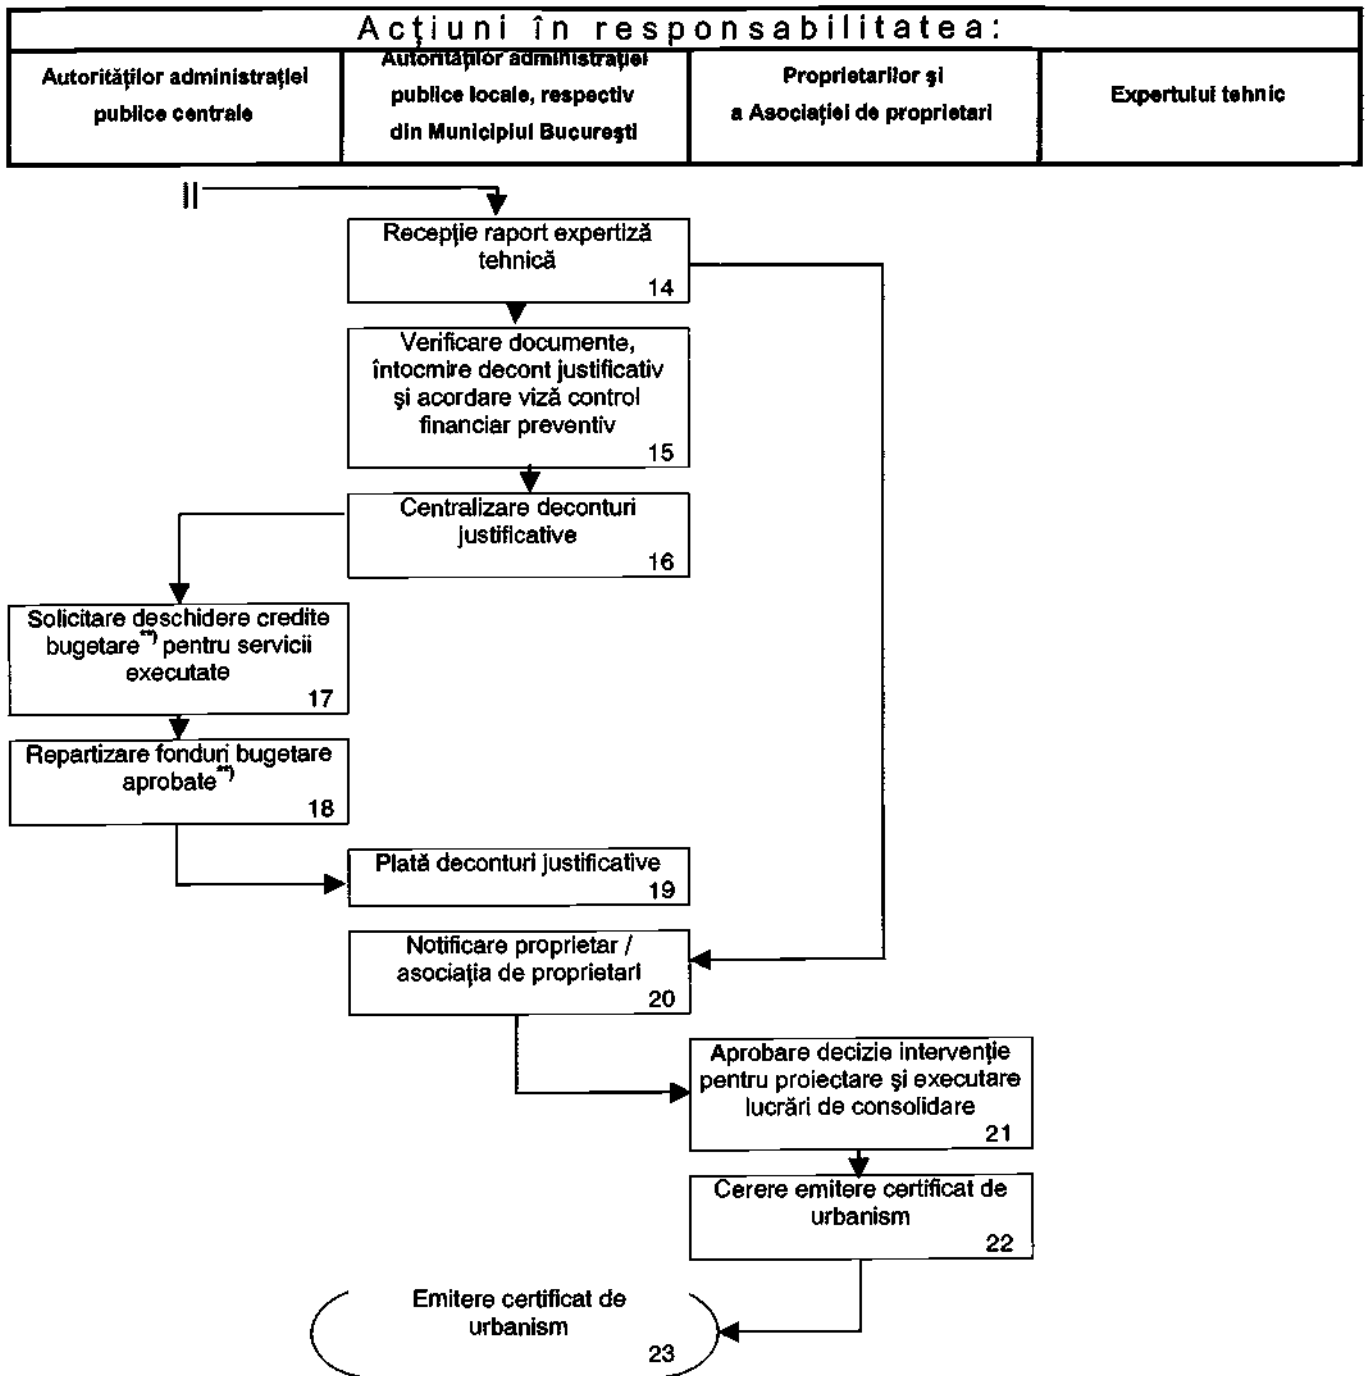 Acțiuni în responsabilitatea:
Autorităților administrației
publice centrale
Autorităților administrației
publice locale, respectiv
din Municipiul București
Proprietarilor și
a Asociației de proprietari
Expertului tehnic
II
Recepție raport expertiză
tehnică
14
Verificare documente,
întocmire decont justificativ
și acordare viză control
financiar preventiv
15
Centralizare deconturi
justificative
16
Solicitare deschidere credite
bugetare**) pentru servicii
executate
17
Repartizare fonduri bugetare
aprobate**)
18
Plată deconturi justificative
19
Notificare proprietar /
asociația de proprietari
20
Aprobare decizie intervenție
pentru proiectare și executare
lucrări de consolidare
21
Cerere emitere certificat de
urbanism
22
Emitere certificat de
urbanism
23